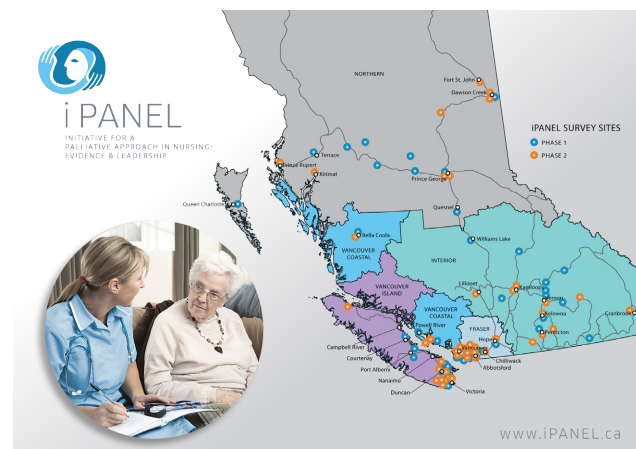 i PANEL
INITIATIVE FOR A
PALLIATIVE APPROACH IN NURSING:
EVIDENCE & LEADERSHIP
NORTHERN
Fort St. John
Dawson Creek
iPANEL SURVEY SITES
PHASE 1
PHASE 2
Terrace
Prince Rupert
Kitimat
Prince George
Queen Charlotte
Quesnel
Bella Coola
Williams Lake
VANCOUVER
COASTAL
INTERIOR
VANCOUVER
ISLAND
Lillooet
Kamloops
Vernon
VANCOUVER
COASTAL
Kelowna
Cranbrook
Powell River
FRASER
Penticton
Hope
Campbell River
Vancouver
Courtenay
Chilliwack
Port Alberni
Abbotsford
Nanaimo
Duncan
Victoria
www.iPANEL.ca